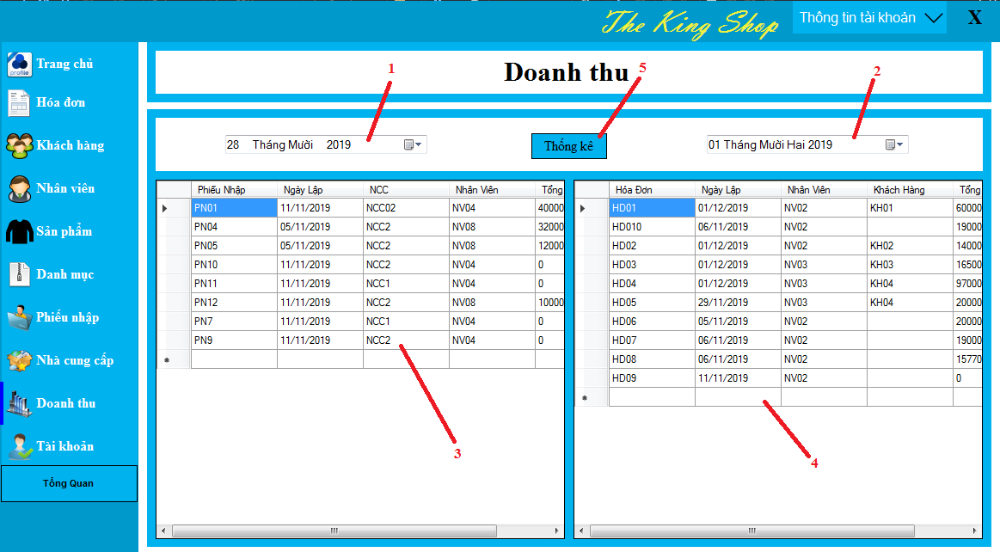 The King Shop
Thông tin tài khoản
X
profile
Trang chủ
Hóa đơn
Khách hàng
Nhân viên
Sản phẩm
Danh mục
Phiếu nhập
Nhà cung cấp
Doanh thu
Tài khoản
Tổng Quan
Doanh thu
1
5
2
28 Tháng Mười 2019
Thống kê
01 Tháng Mười Hai 2019
Phiếu Nhập Ngày Lập NCC Nhân Viên Tổng
PN01 11/11/2019 NCC02 NV04 40000
PN04 05/11/2019 NCC2 NV08 32000
PN05 05/11/2019 NCC2 NV08 12000
PN10 11/11/2019 NCC2 NV04 0
PN11 11/11/2019 NCC1 NV04 0
PN12 11/11/2019 NCC2 NV08 10000
PN7 11/11/2019 NCC1 NV04 0
PN9 11/11/2019 NCC2 NV04 0
3
Hóa Đơn Ngày Lập Nhân Viên Khách Hàng Tổng
HD01 01/12/2019 NV02 KH01 60000
HD010 06/11/2019 NV02 19000
HD02 01/12/2019 NV02 KH02 14000
HD03 01/12/2019 NV03 KH03 16500
HD04 01/12/2019 NV03 KH04 97000
HD05 29/11/2019 NV03 KH04 20000
HD06 05/11/2019 NV02 20000
HD07 06/11/2019 NV02 19000
HD08 06/11/2019 NV02 15770
HD09 11/11/2019 NV02 0
4